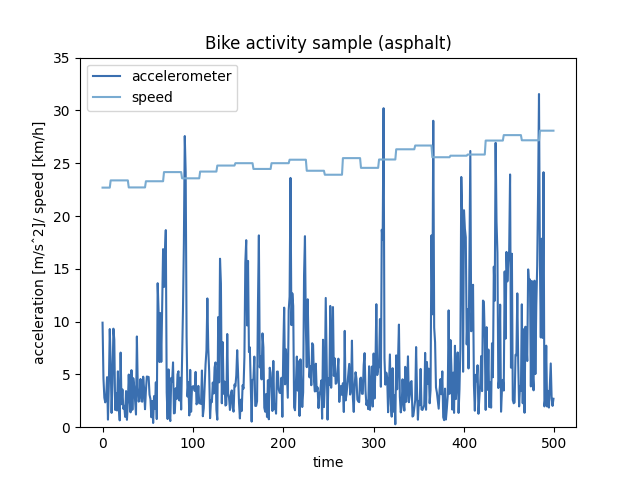 Bike activity sample (asphalt)
accelerometer
speed
acceleration [m/s^2]/ speed [km/h]
35
30
25
20
15
10
5
0
0 100 200 300 400 500
time